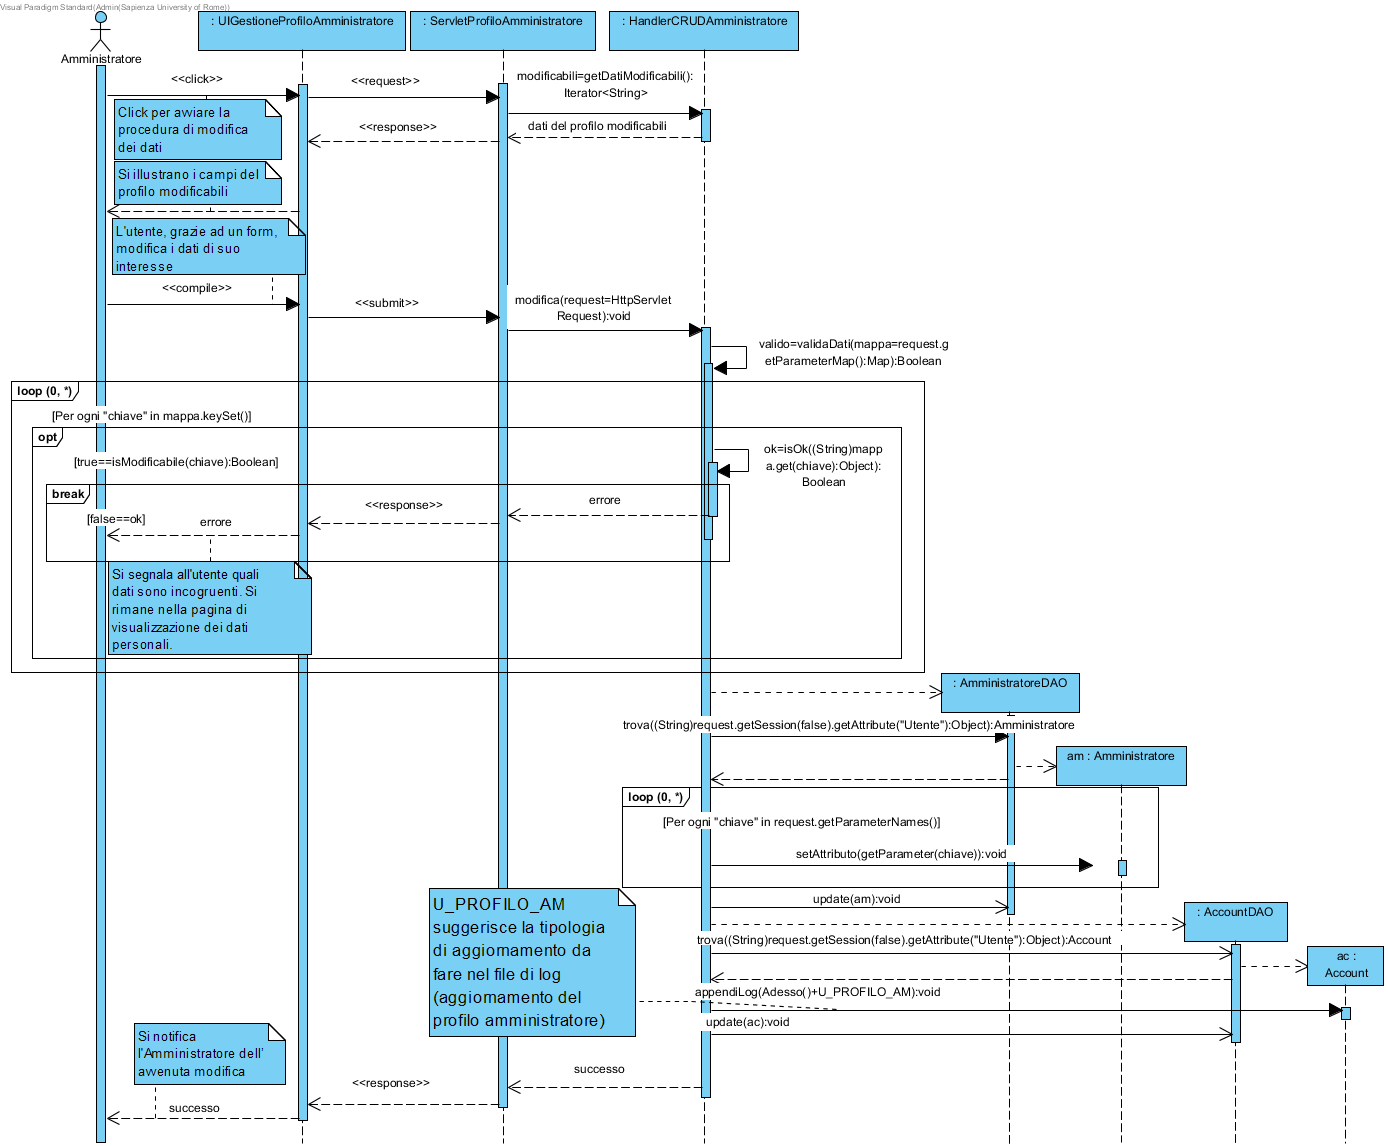 Visual Paradigm Standard(Admin(Sapienza University of Rome))
: UIGestioneProfiloAmministratore
: ServletProfiloAmministratore
: HandlerCRUDAmministratore
Amministratore
<<click>>
<<request>>
modificabili=getDatiModificabili():
Iterator<String>
Click per avviare la
procedura di modifica
dei dati
<<response>>
dati del profilo modificabili
Si illustrano i campi del
profilo modificabili
L'utente, grazie ad un form,
modifica i dati di suo
interesse
<<compile>>
<<submit>>
modifica(request=HttpServlet
Request):void
valido=validaDati(mappa=request.g
etParameterMap():Map):Boolean
loop (0, *)
[Per ogni "chiave" in mappa.keySet()]
opt
[true==isModificabile(chiave):Boolean]
ok=isOk((String)mapp
a.get(chiave):Object):
Boolean
break
[false==ok]
errore
<<response>>
errore
Si segnala all'utente quali
dati sono incogruenti. Si
rimane nella pagina di
visualizzazione dei dati
personali.
: AmministratoreDAO
trova((String)request.getSession(false).getAttribute("Utente"):Object):Amministratore
am : Amministratore
loop (0, *)
[Per ogni "chiave" in request.getParameterNames()]
setAttributo(getParameter(chiave)):void
update(am):void
U_PROFILO_AM
suggerisce la tipologia
di aggiornamento da
fare nel file di log
(aggiornamento del
profilo amministratore)
: AccountDAO
trova((String)request.getSession(false).getAttribute("Utente"):Object):Account
ac :
Account
appendiLog(Adesso()+U_PROFILO_AM):void
update(ac):void
Si notifica
l'Amministratore dell'
avvenuta modifica
successo
<<response>>
successo